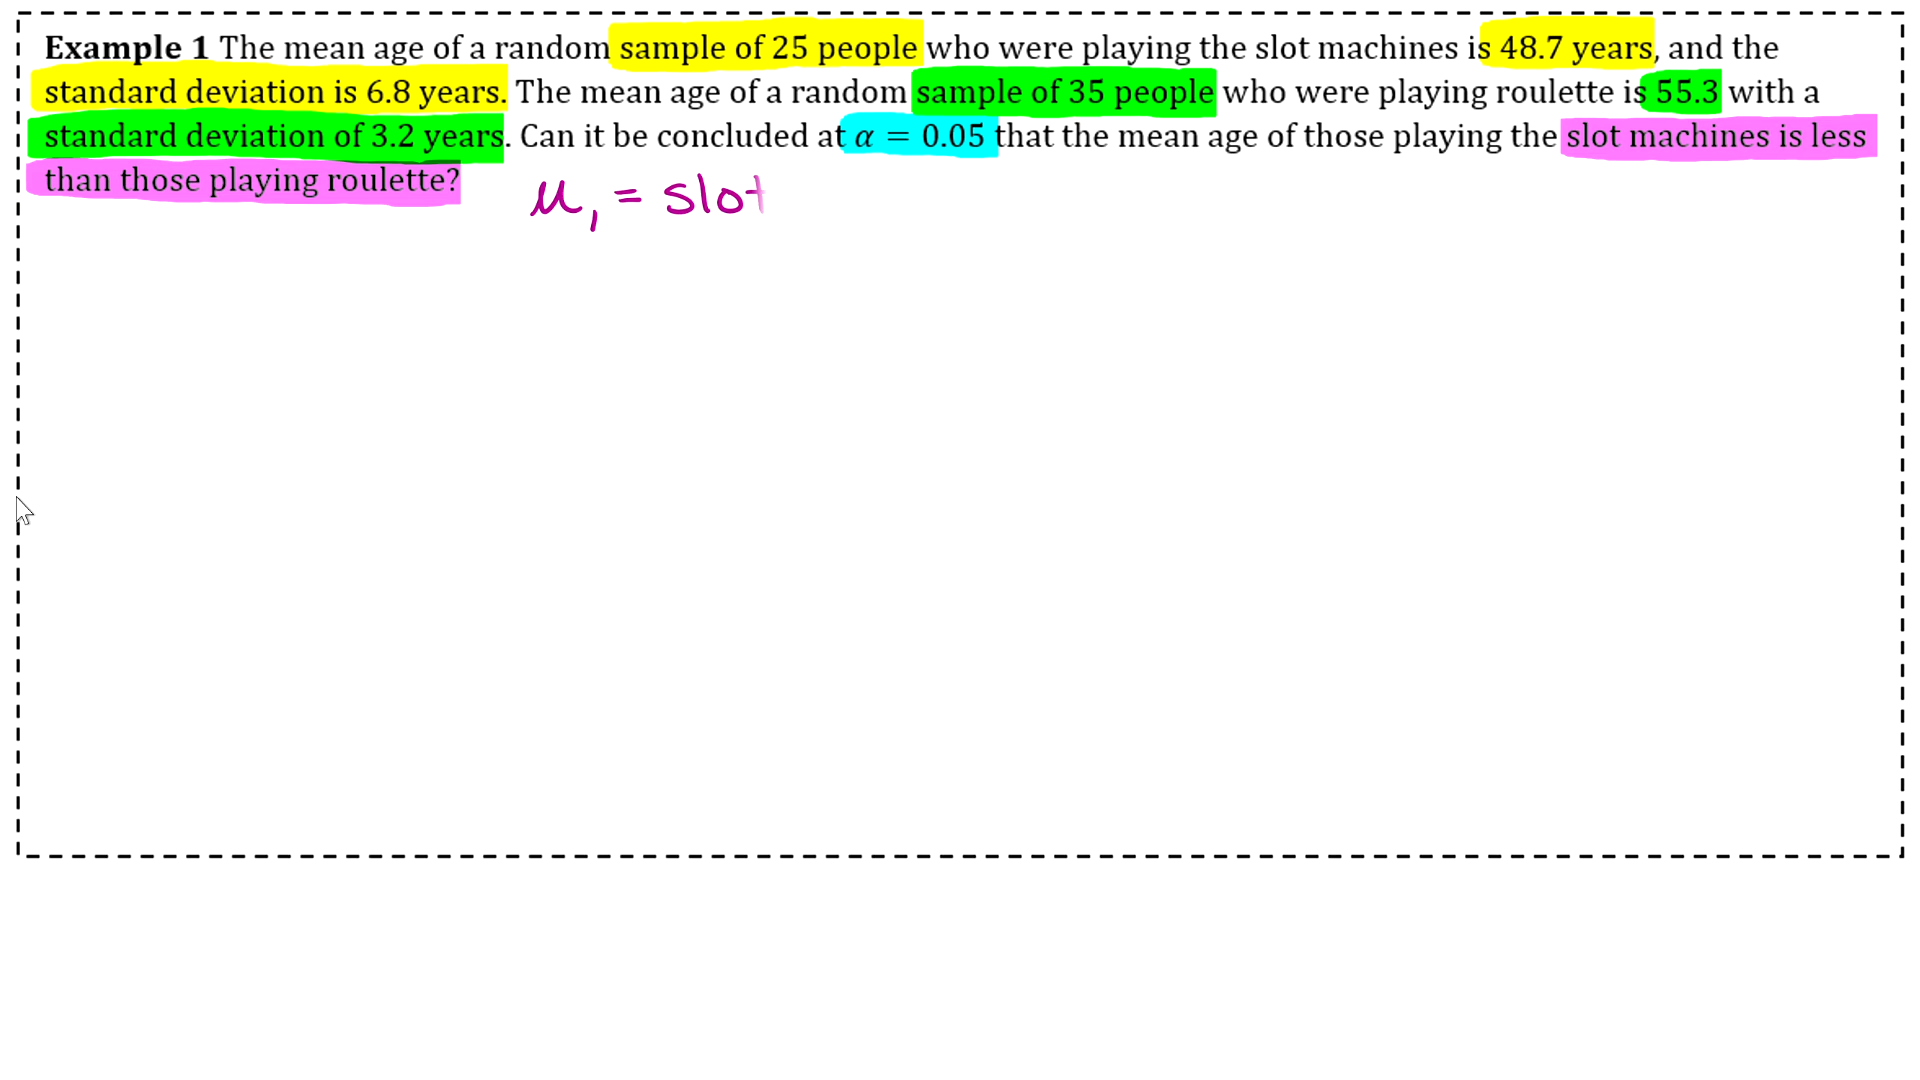 Example 1 The mean age of a random sample of 25 people who were playing the slot machines is 48.7 years, and the
standard deviation is 6.8 years. The mean age of a random sample of 35 people who were playing roulette is 55.3 with a
standard deviation of 3.2 years. Can it be concluded at α = 0.05 that the mean age of those playing the slot machines is less
than those playing roulette?
μ₁ = slot